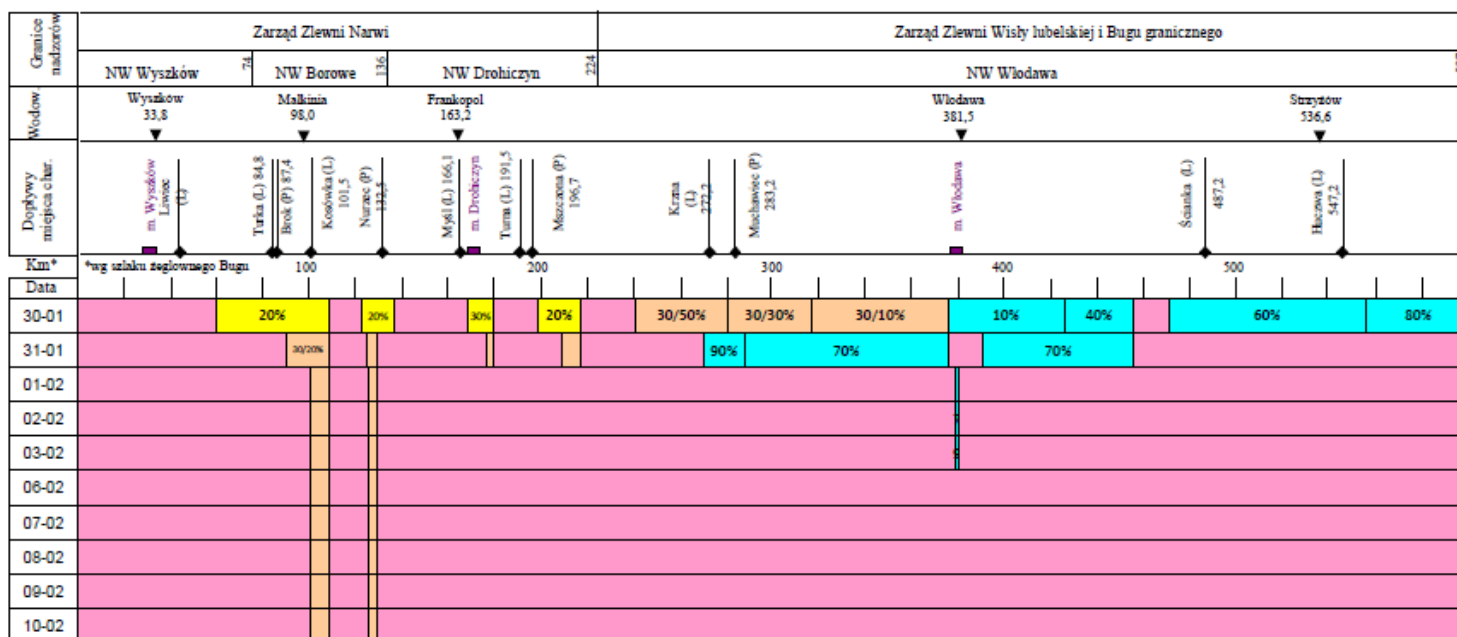 Granice nadzorów
Zarząd Zlewni Narwi
Zarząd Zlewni Wisły lubelskiej i Bugu granicznego
NW Wyszków
74
NW Borowe
136
NW Drohiczyn
224
NW Włodawa
Wodow.
Wyszków
33,8
Małkinia
98,0
Frankopol
163,2
Włodawa
381,5
Strzyżów
536,6
Dopływy
miejsca char.
m. Wyszków
Liwiec
(L)
Turka (L) 84,8
Brok (P) 87,4
Kosówka (L)
101,5
Nurzec (P)
132,5
Myśl (L) 166,1
m. Drohiczyn
Turna (L) 191,5
Mszczona (P)
196,7
Krzna
(L)
272,2
Muchawiec (P)
283,2
m. Włodawa
Ścianka (L)
487,2
Huczwa (L)
547,2
Km*
*wg szlaku żeglownego Bugu
100
200
300
400
500
Data
30-01
20%
20%
30%
20%
30/50%
30/30%
30/10%
10%
40%
60%
80%
31-01
30/20%
90%
70%
70%
01-02
02-02
03-02
06-02
07-02
08-02
09-02
10-02